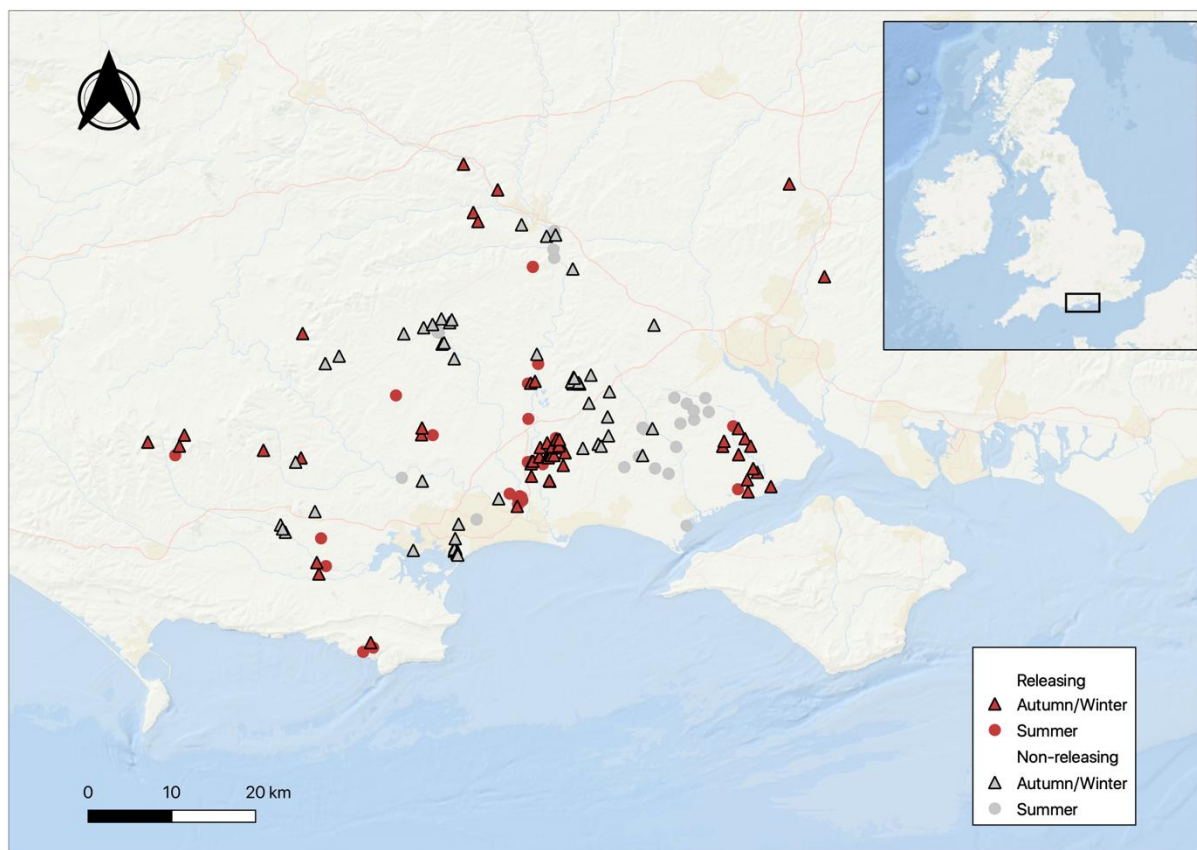 Releasing
Autumn/Winter
Summer
Non-releasing
Autumn/Winter
Summer
0 10 20 km